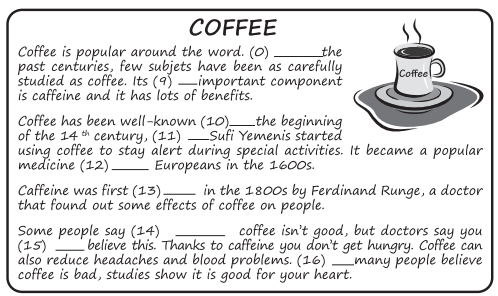 COFFEE
Coffee is popular around the word. (0) ______the
past centuries, few subjets have been as carefully
studied as coffee. Its (9) ___important component
is caffeine and it has lots of benefits.
Coffee
Coffee has been well-known (10)____the beginning
of the 14 th century, (11) ___Sufi Yemenis started
using coffee to stay alert during special activities. It became a popular
medicine (12)_____ Europeans in the 1600s.
Caffeine was first (13)_____ in the 1800s by Ferdinand Runge, a doctor
that found out some effects of coffee on people.
Some people say (14) _______ coffee isn't good, but doctors say you
(15) ____believe this. Thanks to caffeine you don't get hungry. Coffee can
also reduce headaches and blood problems. (16) ____many people believe
coffee is bad, studies show it is good for your heart.